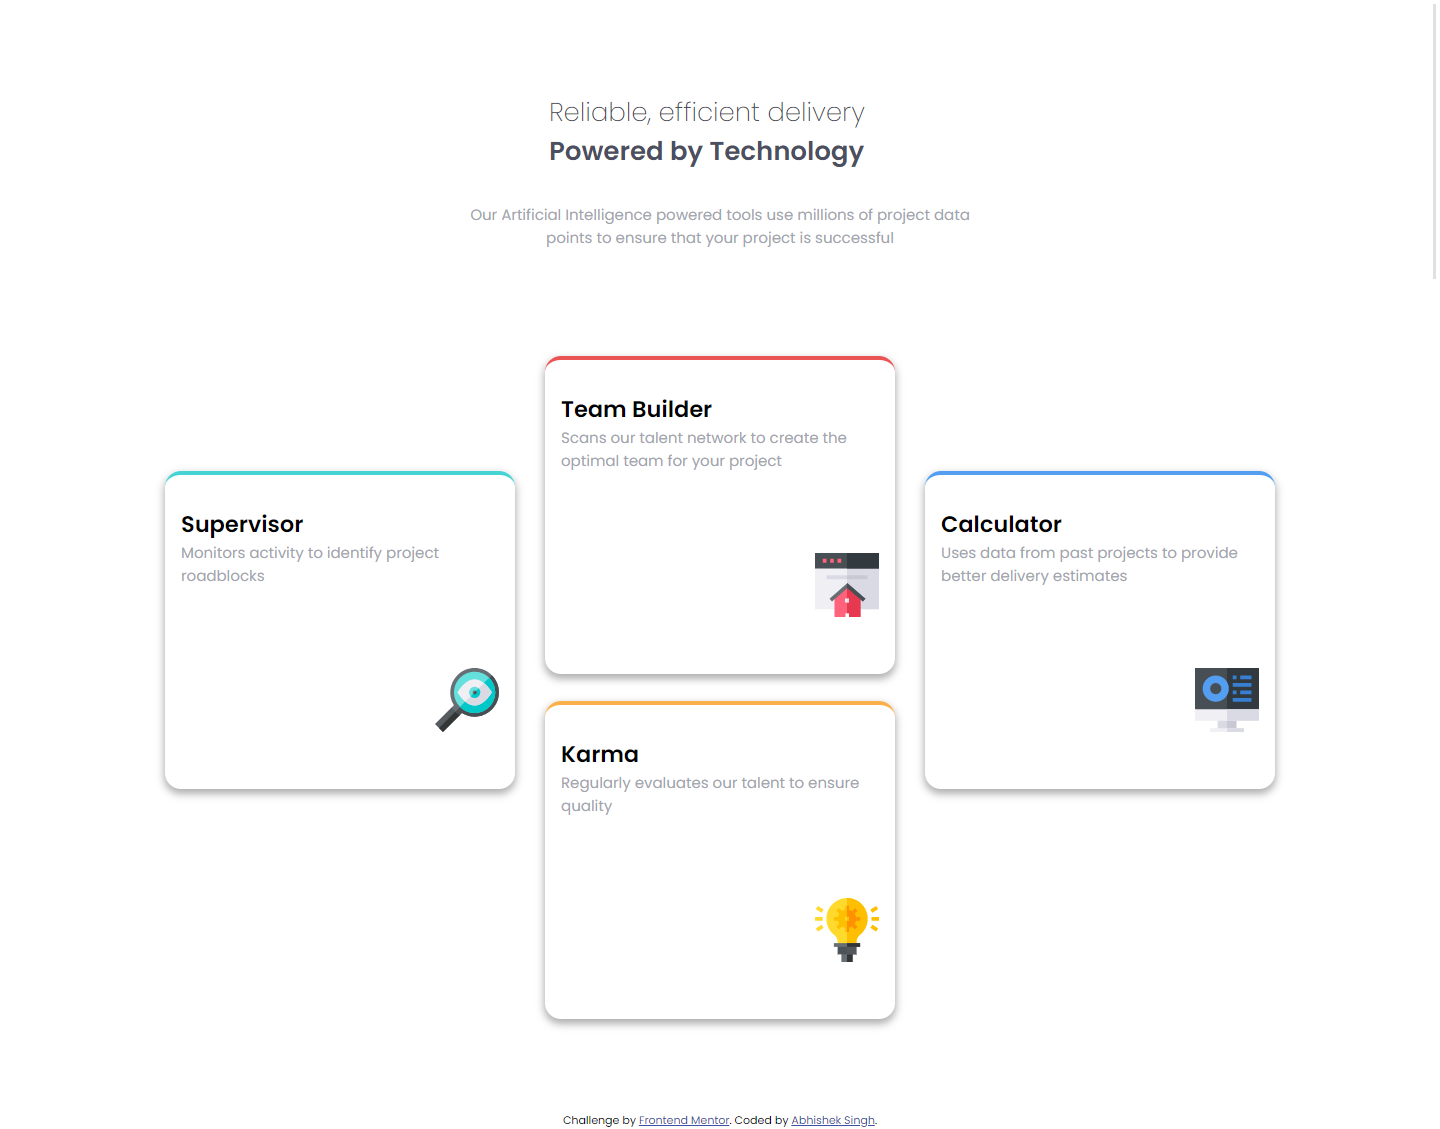 Reliable, efficient delivery
Powered by Technology
Our Artificial Intelligence powered tools use millions of project data
points to ensure that your project is successful
Supervisor
Monitors activity to identify project
roadblocks
Team Builder
Scans our talent network to create the
optimal team for your project
Karma
Regularly evaluates our talent to ensure
quality
Calculator
Uses data from past projects to provide
better delivery estimates
Challenge by Frontend Mentor. Coded by Abhishek Singh.